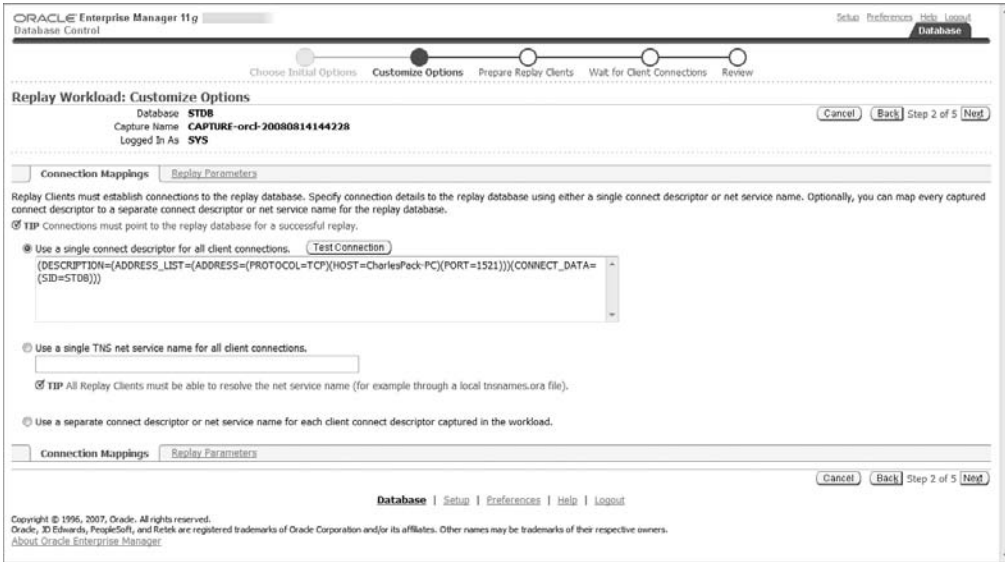 ORACLE Enterprise Manager 11g
Database Control
Setup Preferences Help Logout
Database
Choose Initial Options Customize Options Prepare Replay Clients Wait for Client Connections Review
Replay Workload: Customize Options
Database STDB
Capture Name CAPTURE-orcl-20080814144228
Logged In As SYS
Cancel Back Step 2 of 5 Next
Connection Mappings Replay Parameters
Replay Clients must establish connections to the replay database. Specify connection details to the replay database using either a single connect descriptor or net service name. Optionally, you can map every captured
connect descriptor to a separate connect descriptor or net service name for the replay database.
TIP Connections must point to the replay database for a successful replay.
Use a single connect descriptor for all client connections. Test Connection
(DESCRIPTION=(ADDRESS_LIST=(ADDRESS=(PROTOCOL=TCP)(HOST=CharlesPack-PC)(PORT=1521)))(CONNECT_DATA=
(SID=STDB)))
Use a single TNS net service name for all client connections.
TIP All Replay Clients must be able to resolve the net service name (for example through a local tnsnames.ora file).
Use a separate connect descriptor or net service name for each client connect descriptor captured in the workload.
Connection Mappings Replay Parameters
Cancel Back Step 2 of 5 Next
Database | Setup | Preferences | Help | Logout
Copyright © 1996, 2007, Oracle. All rights reserved.
Oracle, JD Edwards, PeopleSoft, and Retek are registered trademarks of Oracle Corporation and/or its affiliates. Other names may be trademarks of their respective owners.
About Oracle Enterprise Manager